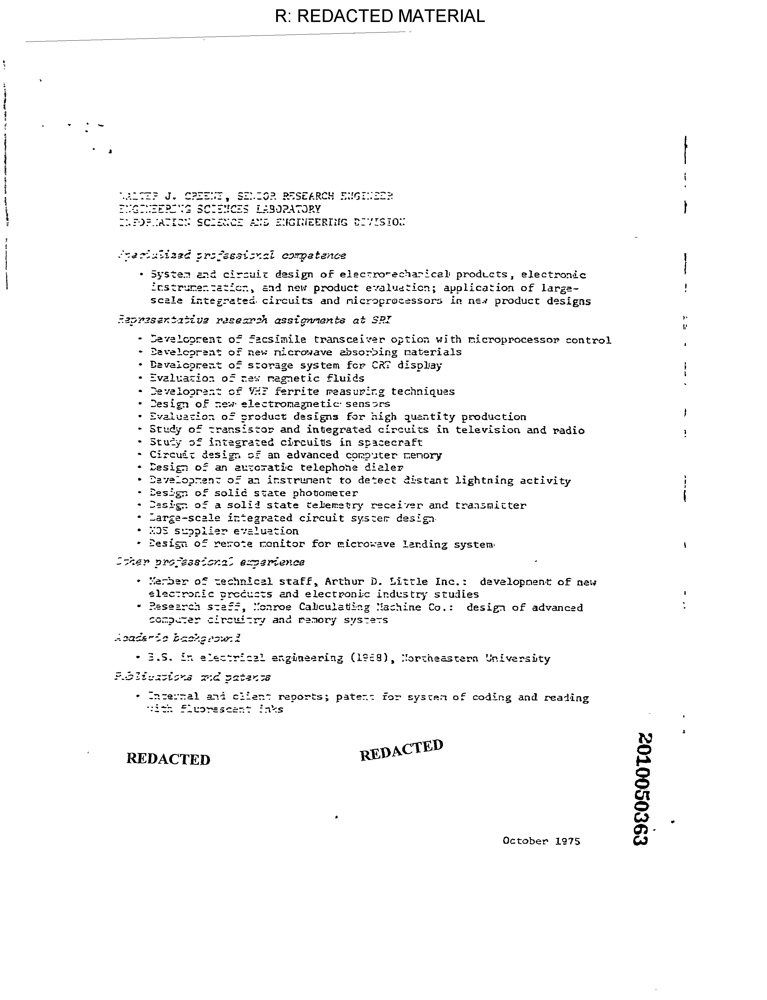 R: REDACTED MATERIAL
WALTER J. GREENE, SENIOR RESEARCH ENGINEER
ENGINEERING SCIENCES LABORATORY
INFORMATION SCIENCE AND ENGINEERING DIVISION
Specialized professional competence
• System and circuit design of electromechanical products, electronic
instrumentation, and new product evaluation; application of large-
scale integrated circuits and microprocessors in new product designs
Representative research assignments at SRI
• Development of facsimile transceiver option with microprocessor control
• Development of new microwave absorbing materials
• Development of storage system for CRT display
• Evaluation of new magnetic fluids
• Development of VHF ferrite measuring techniques
• Design of new electromagnetic sensors
• Evaluation of product designs for high quantity production
• Study of transistor and integrated circuits in television and radio
• Study of integrated circuits in spacecraft
• Circuit design of an advanced computer memory
• Design of an automatic telephone dialer
• Development of an instrument to detect distant lightning activity
• Design of solid state photometer
• Design of a solid state telemetry receiver and transmitter
• Large-scale integrated circuit system design
• MOS supplier evaluation
• Design of remote monitor for microwave landing system
Other professional experience
• Member of technical staff, Arthur D. Little Inc.: development of new
electronic products and electronic industry studies
• Research staff, Monroe Calculating Machine Co.: design of advanced
computer circuitry and memory systems
Academic background
• B.S. in electrical engineering, Northeastern University
Publications and patents
• Internal and client reports; patent for system of coding and reading
with fluorescent inks
REDACTED
REDACTED
2010050363
October 1975